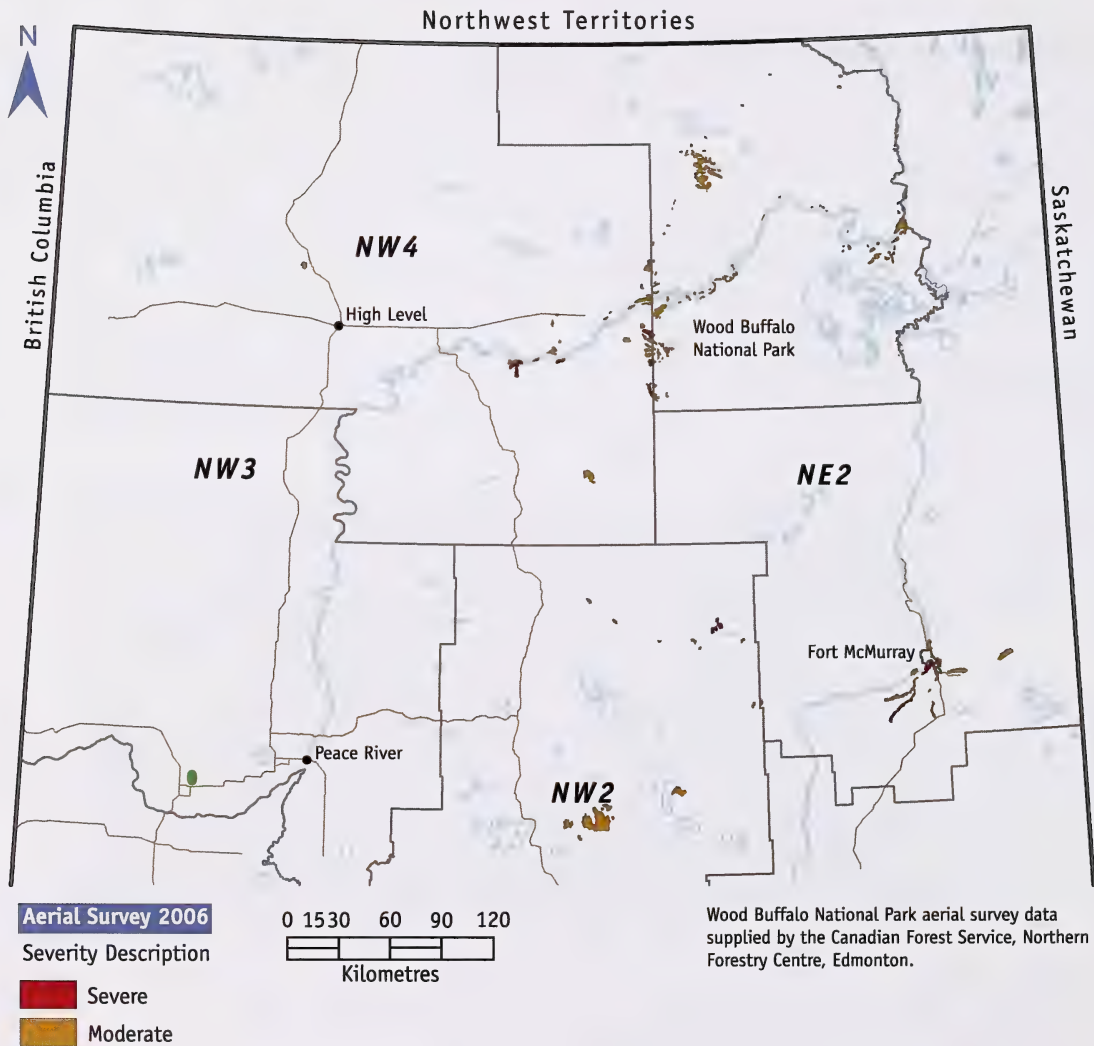 Northwest Territories
N
British Columbia
Saskatchewan
NW4
High Level
Wood Buffalo
National Park
NW3
NE2
Fort McMurray
Peace River
NW2
Aerial Survey 2006
Severity Description
Severe
Moderate
0 15 30 60 90 120
Kilometres
Wood Buffalo National Park aerial survey data
supplied by the Canadian Forest Service, Northern
Forestry Centre, Edmonton.